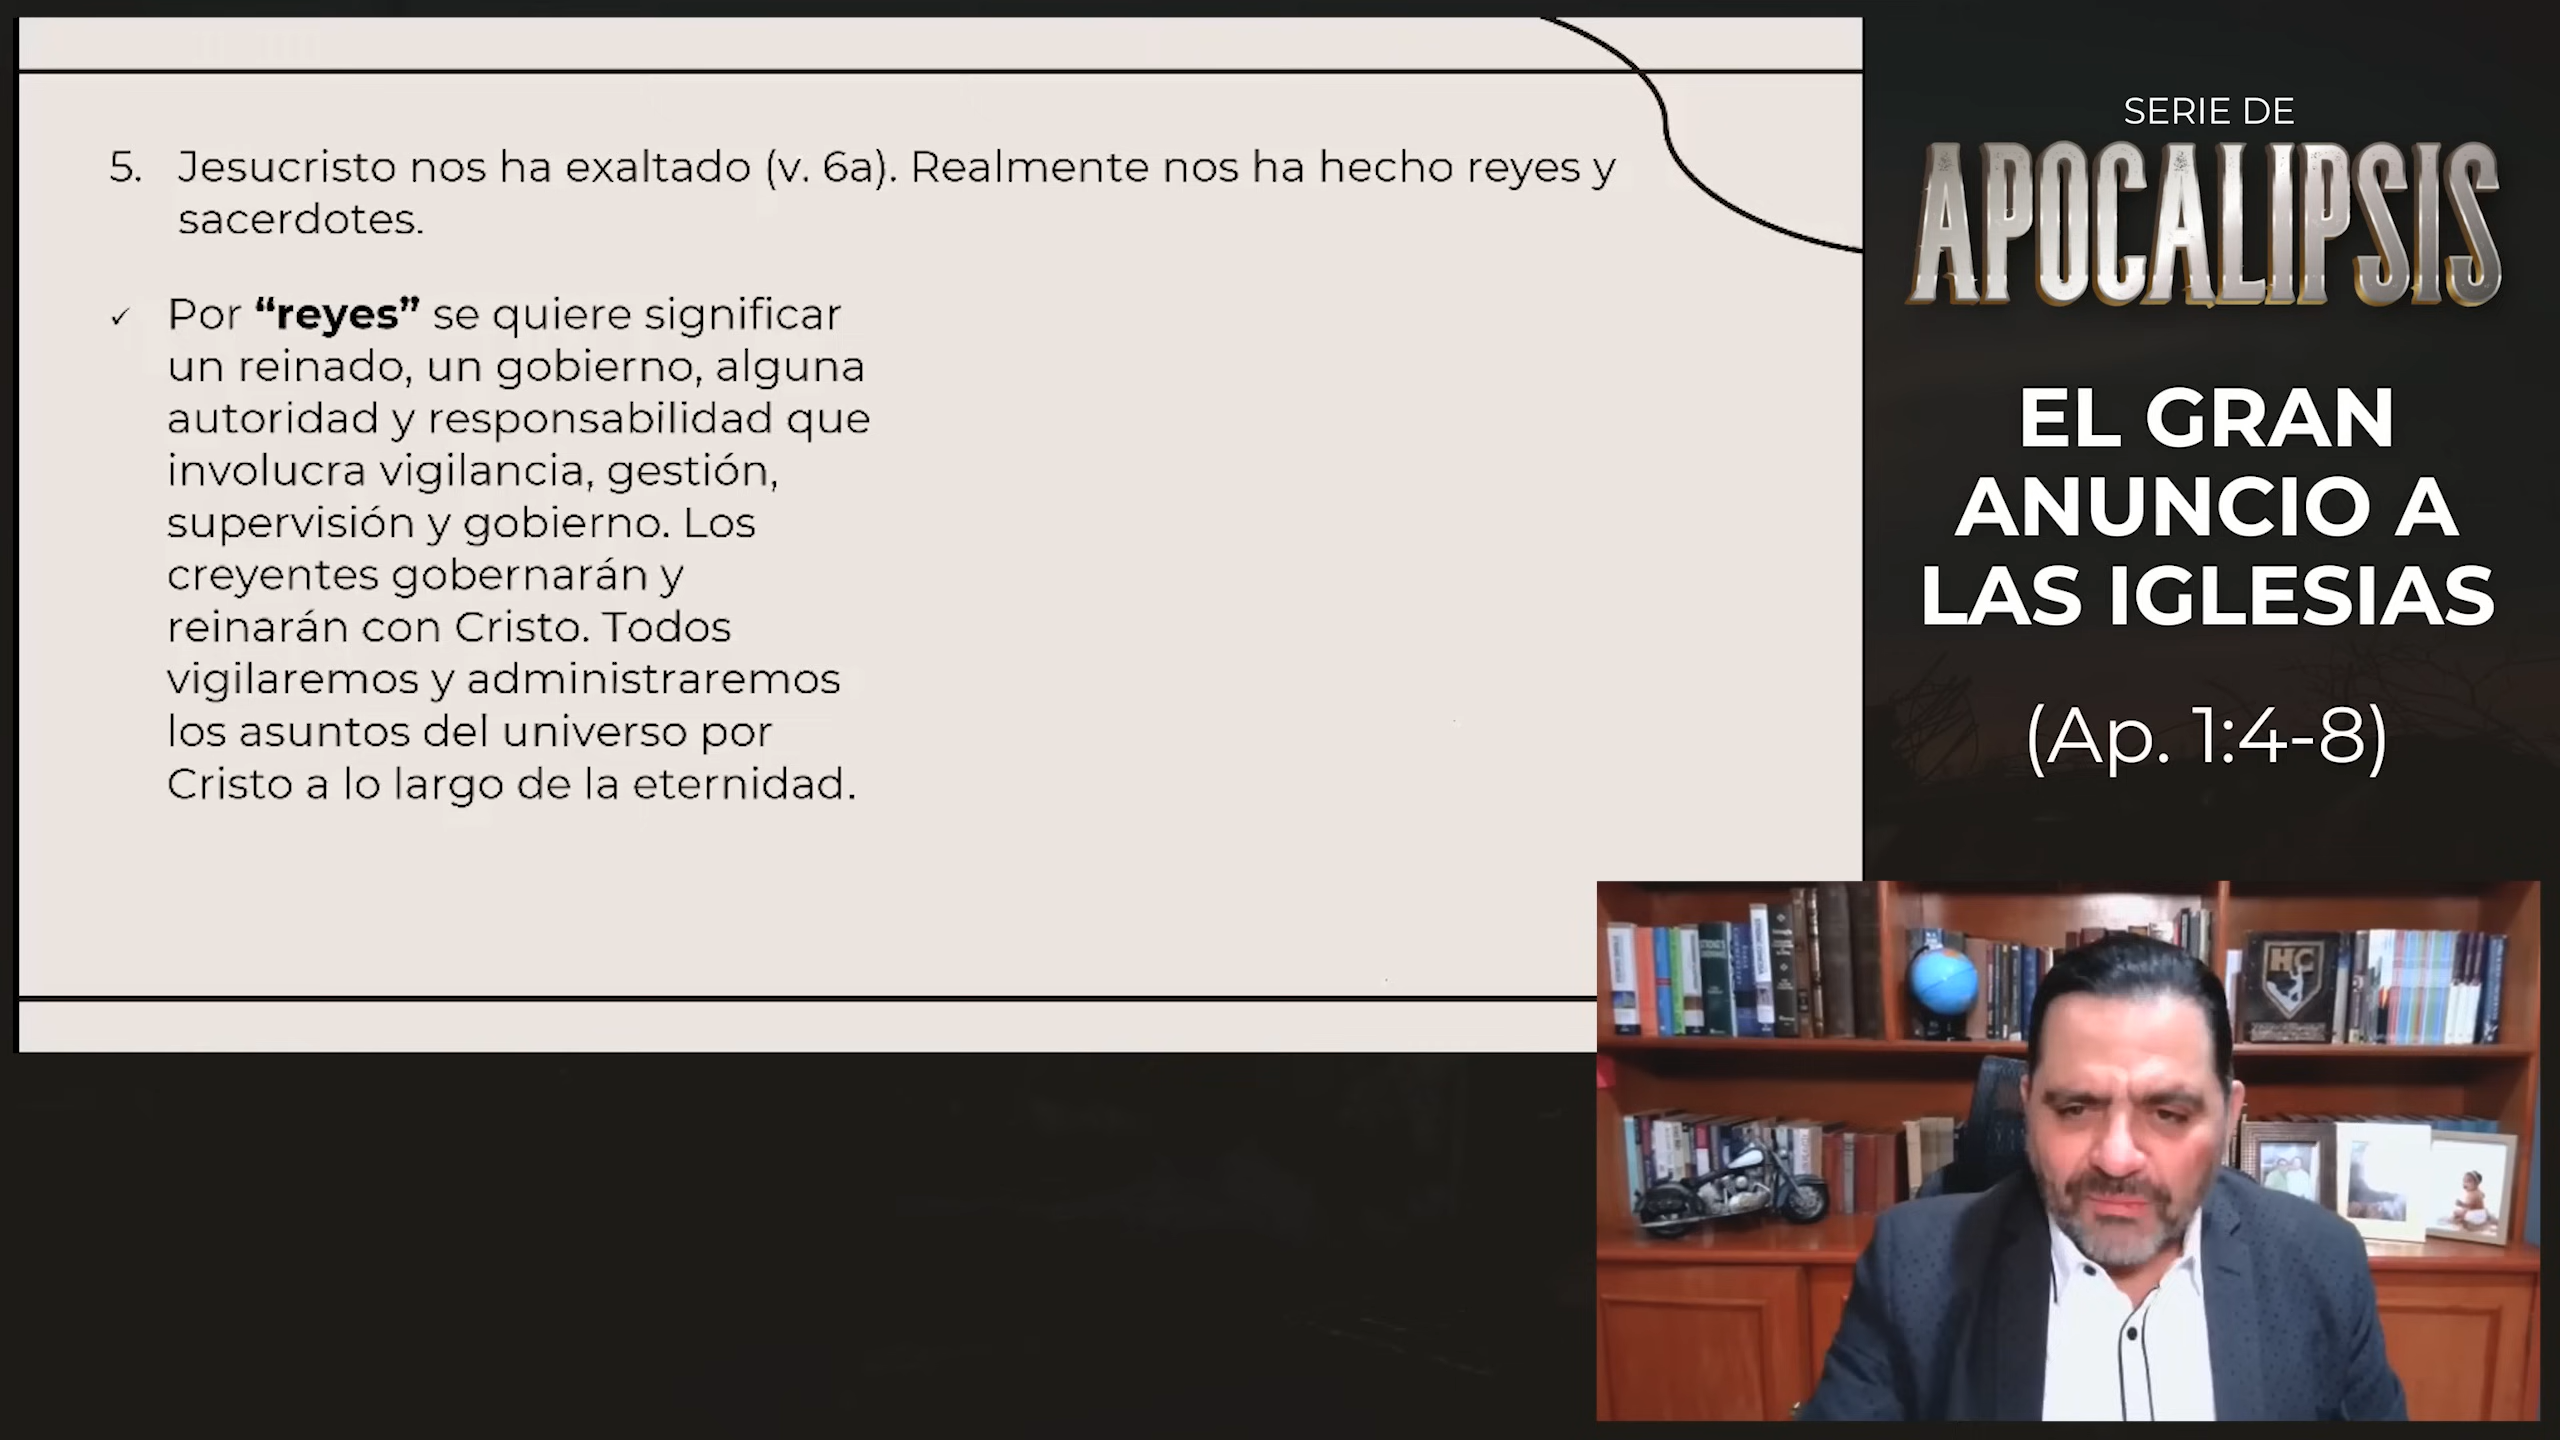 5. Jesucristo nos ha exaltado (v. 6a). Realmente nos ha hecho reyes y
sacerdotes.
✓ Por “reyes” se quiere significar
un reinado, un gobierno, alguna
autoridad y responsabilidad que
involucra vigilancia, gestión,
supervisión y gobierno. Los
creyentes gobernarán y
reinarán con Cristo. Todos
vigilaremos y administraremos
los asuntos del universo por
Cristo a lo largo de la eternidad.
SERIE DE
APOCALIPSIS
EL GRAN
ANUNCIO A
LAS IGLESIAS
(Ap. 1:4-8)
HC